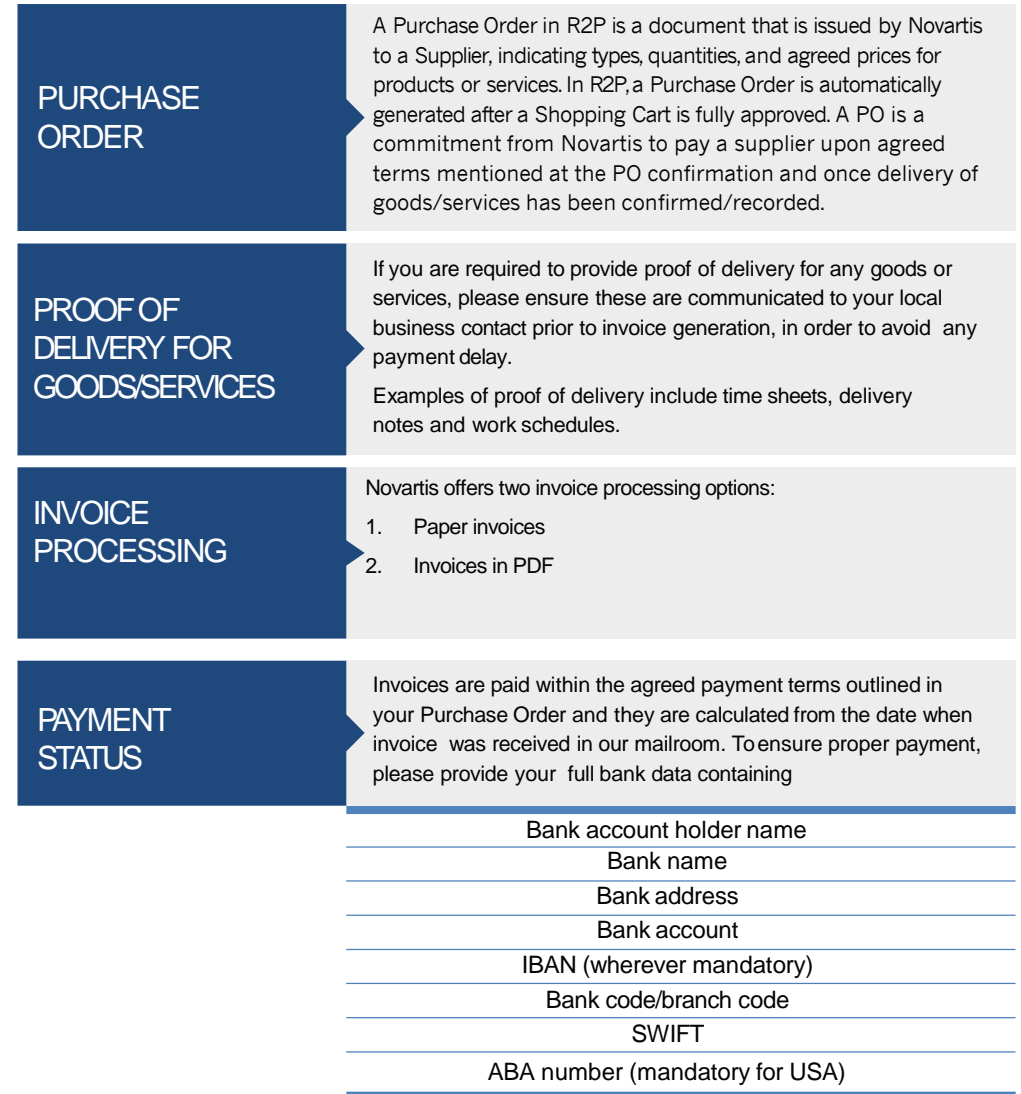 PURCHASE
ORDER
A Purchase Order in R2P is a document that is issued by Novartis
to a Supplier, indicating types, quantities, and agreed prices for
products or services. In R2P, a Purchase Order is automatically
generated after a Shopping Cart is fully approved. A PO is a
commitment from Novartis to pay a supplier upon agreed
terms mentioned at the PO confirmation and once delivery of
goods/services has been confirmed/recorded.
PROOF OF
DELIVERY FOR
GOODS/SERVICES
If you are required to provide proof of delivery for any goods or
services, please ensure these are communicated to your local
business contact prior to invoice generation, in order to avoid any
payment delay.
Examples of proof of delivery include time sheets, delivery
notes and work schedules.
INVOICE
PROCESSING
Novartis offers two invoice processing options:
1. Paper invoices
2. Invoices in PDF
PAYMENT
STATUS
Invoices are paid within the agreed payment terms outlined in
your Purchase Order and they are calculated from the date when
invoice was received in our mailroom. To ensure proper payment,
please provide your full bank data containing
Bank account holder name
Bank name
Bank address
Bank account
IBAN (wherever mandatory)
Bank code/branch code
SWIFT
ABA number (mandatory for USA)